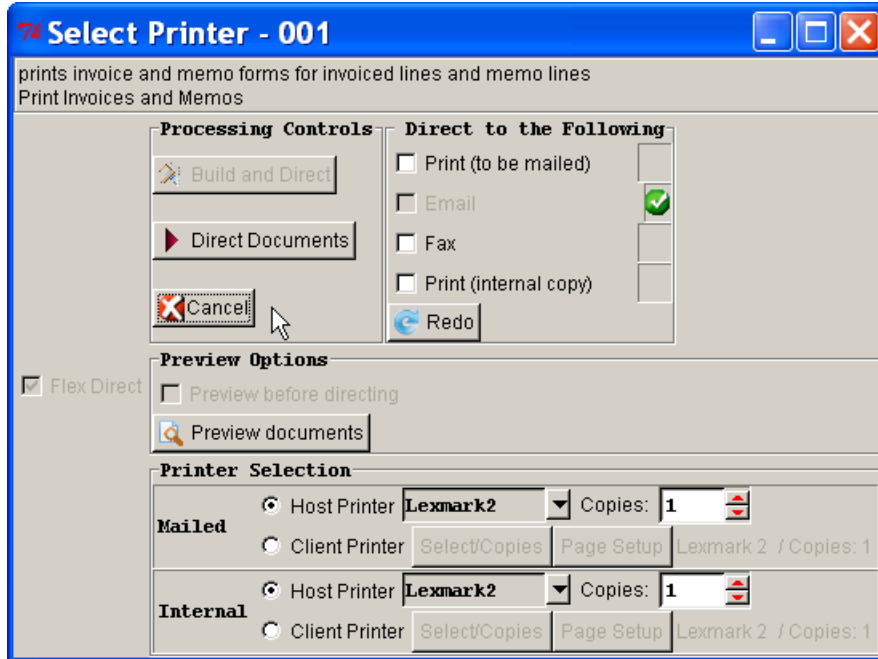 Select Printer - 001
prints invoice and memo forms for invoiced lines and memo lines
Print Invoices and Memos
Processing Controls
Build and Direct
Direct Documents
Cancel
Direct to the Following
Print (to be mailed)
Email
Fax
Print (internal copy)
Redo
Flex Direct
Preview Options
Preview before directing
Preview documents
Printer Selection
Mailed
Host Printer Lexmark2 Copies: 1
Client Printer Select/Copies Page Setup Lexmark 2 / Copies: 1
Internal
Host Printer Lexmark2 Copies: 1
Client Printer Select/Copies Page Setup Lexmark 2 / Copies: 1